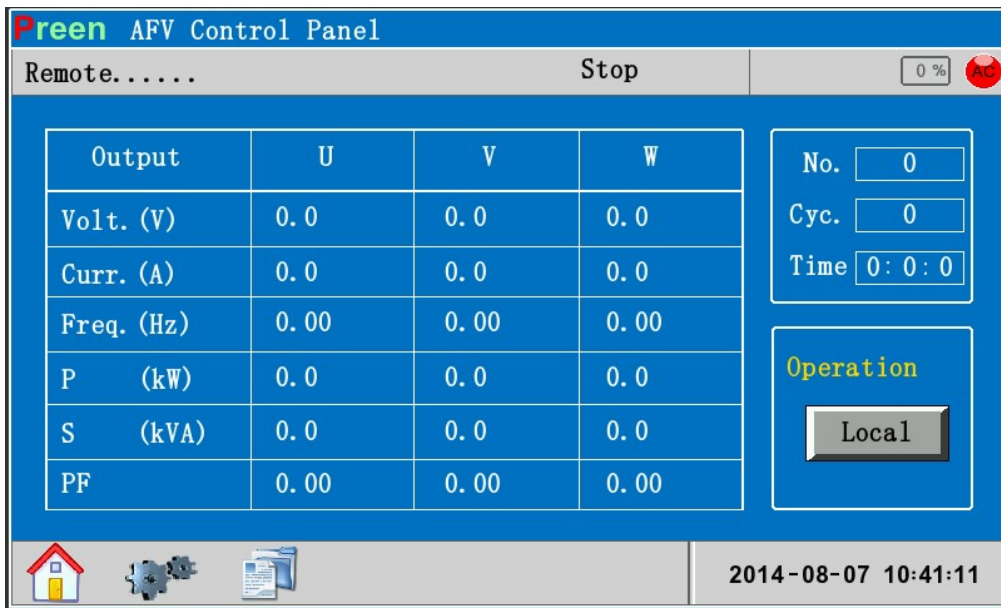 Preen AFV Control Panel
Remote...... Stop 0 % AC
Output U V W
Volt. (V) 0.0 0.0 0.0
Curr. (A) 0.0 0.0 0.0
Freq. (Hz) 0.00 0.00 0.00
P (kW) 0.0 0.0 0.0
S (kVA) 0.0 0.0 0.0
PF 0.00 0.00 0.00
No. 0
Cyc. 0
Time 0: 0: 0
Operation
Local
2014-08-07 10:41:11